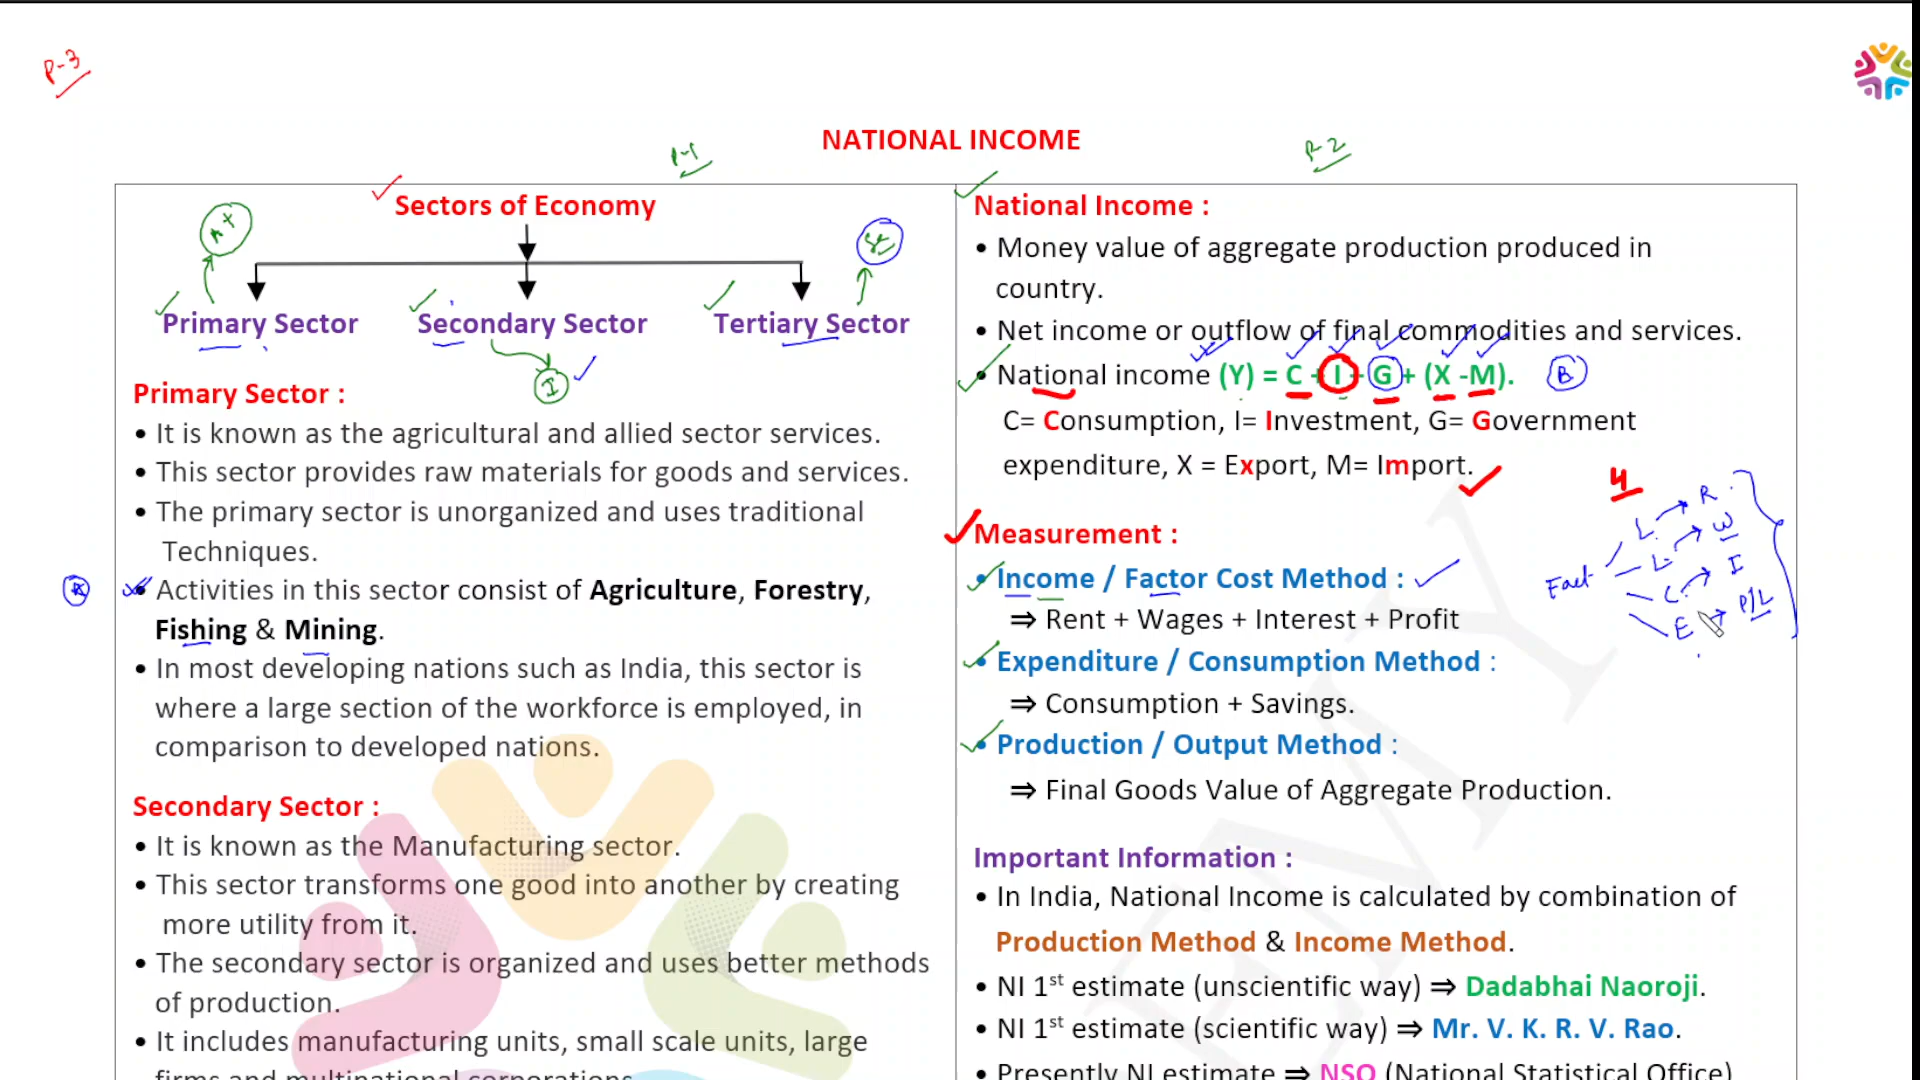 P-3
NATIONAL INCOME
P-1
P-2
Sectors of Economy
Primary Sector
Secondary Sector
Tertiary Sector
I
Primary Sector :
• It is known as the agricultural and allied sector services.
• This sector provides raw materials for goods and services.
• The primary sector is unorganized and uses traditional
Techniques.
• Activities in this sector consist of Agriculture, Forestry,
Fishing & Mining.
• In most developing nations such as India, this sector is
where a large section of the workforce is employed, in
comparison to developed nations.
Secondary Sector :
• It is known as the Manufacturing sector.
• This sector transforms one good into another by creating
more utility from it.
• The secondary sector is organized and uses better methods
of production.
• It includes manufacturing units, small scale units, large
firms and multinational corporations.
National Income :
• Money value of aggregate production produced in
country.
• Net income or outflow of final commodities and services.
• National income (Y) = C + I + G + (X -M). B
C= Consumption, I= Investment, G= Government
expenditure, X = Export, M= Import.
Measurement :
• Income / Factor Cost Method :
⇒ Rent + Wages + Interest + Profit
• Expenditure / Consumption Method :
⇒ Consumption + Savings.
• Production / Output Method :
⇒ Final Goods Value of Aggregate Production.
4
Fact
L → R
L → W
C → I
E → P/L
Important Information :
• In India, National Income is calculated by combination of
Production Method & Income Method.
• NI 1st estimate (unscientific way) ⇒ Dadabhai Naoroji.
• NI 1st estimate (scientific way) ⇒ Mr. V. K. R. V. Rao.
• Presently NI estimate ⇒ NSO (National Statistical Office)